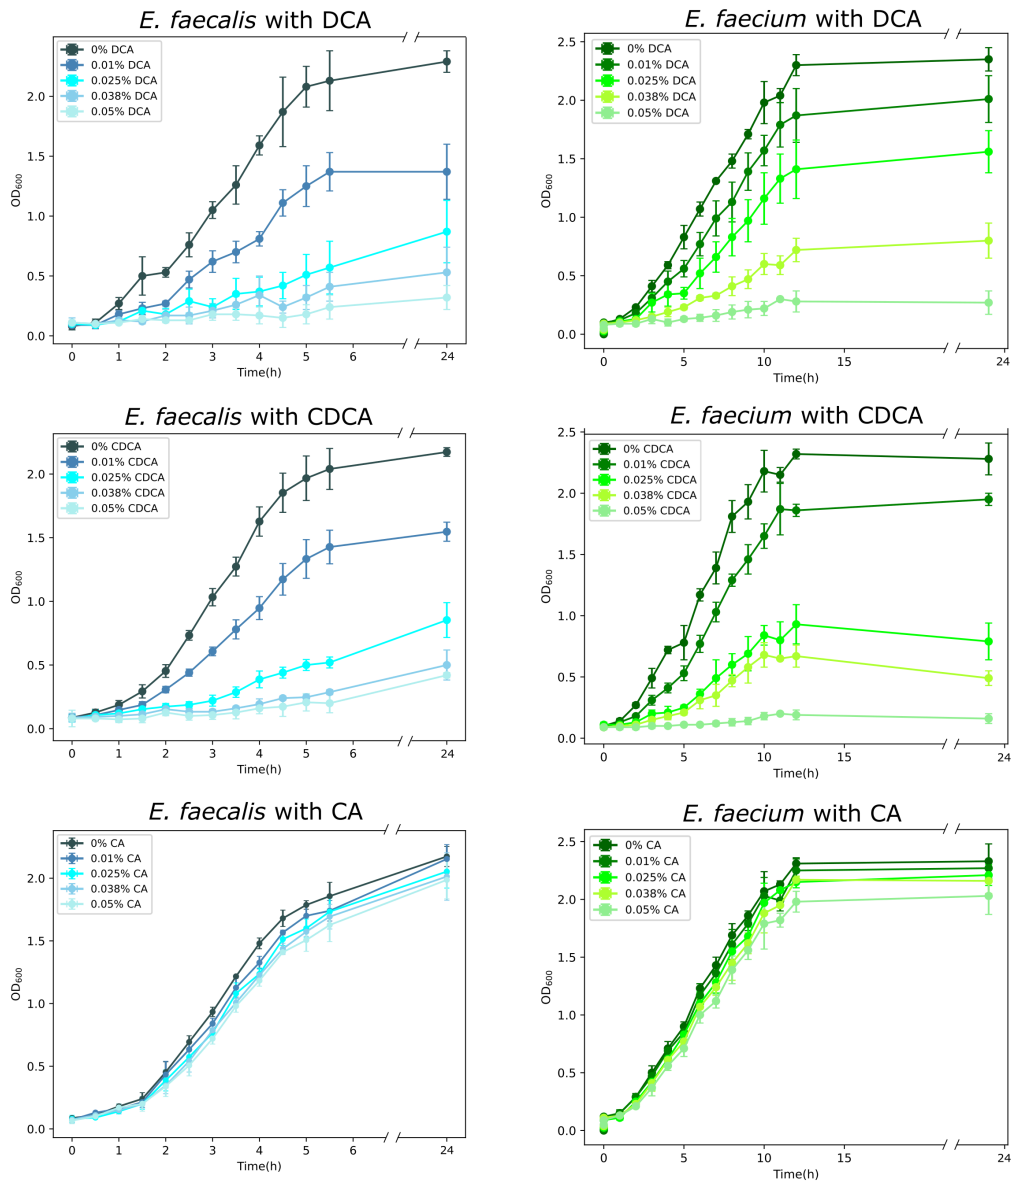 E. faecalis with DCA
0% DCA
0.01% DCA
0.025% DCA
0.038% DCA
0.05% DCA
OD600
2.0
1.5
1.0
0.5
0.0
0 1 2 3 4 5 6 24
Time(h)
E. faecium with DCA
0% DCA
0.01% DCA
0.025% DCA
0.038% DCA
0.05% DCA
OD600
2.5
2.0
1.5
1.0
0.5
0.0
0 5 10 15 24
Time(h)
E. faecalis with CDCA
0% CDCA
0.01% CDCA
0.025% CDCA
0.038% CDCA
0.05% CDCA
OD600
2.0
1.5
1.0
0.5
0.0
0 1 2 3 4 5 6 24
Time(h)
E. faecium with CDCA
0% CDCA
0.01% CDCA
0.025% CDCA
0.038% CDCA
0.05% CDCA
OD600
2.5
2.0
1.5
1.0
0.5
0.0
0 5 10 15 24
Time(h)
E. faecalis with CA
0% CA
0.01% CA
0.025% CA
0.038% CA
0.05% CA
OD600
2.0
1.5
1.0
0.5
0.0
0 1 2 3 4 5 6 24
Time(h)
E. faecium with CA
0% CA
0.01% CA
0.025% CA
0.038% CA
0.05% CA
OD600
2.5
2.0
1.5
1.0
0.5
0.0
0 5 10 15 24
Time(h)